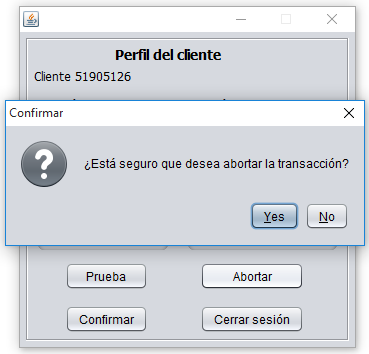 Perfil del cliente
Cliente 51905126
Confirmar
¿Está seguro que desea abortar la transacción?
Yes No
Prueba Abortar
Confirmar Cerrar sesión